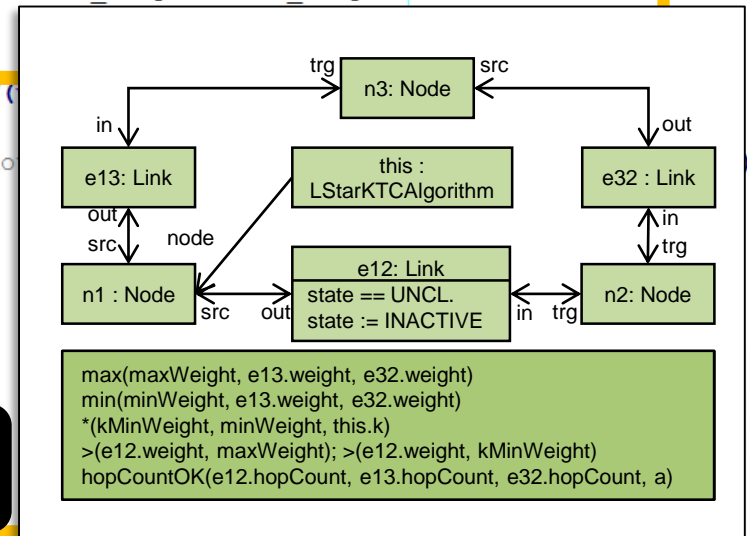 trg
src
n3: Node
in
out
e13: Link
this :
LStarKTCAlgorithm
e32 : Link
out
in
src
node
trg
e12: Link
n1 : Node
state == UNCL.
n2: Node
state := INACTIVE
src
out
in
trg
max(maxWeight, e13.weight, e32.weight)
min(minWeight, e13.weight, e32.weight)
*(kMinWeight, minWeight, this.k)
>(e12.weight, maxWeight); >(e12.weight, kMinWeight)
hopCountOK(e12.hopCount, e13.hopCount, e32.hopCount, a)